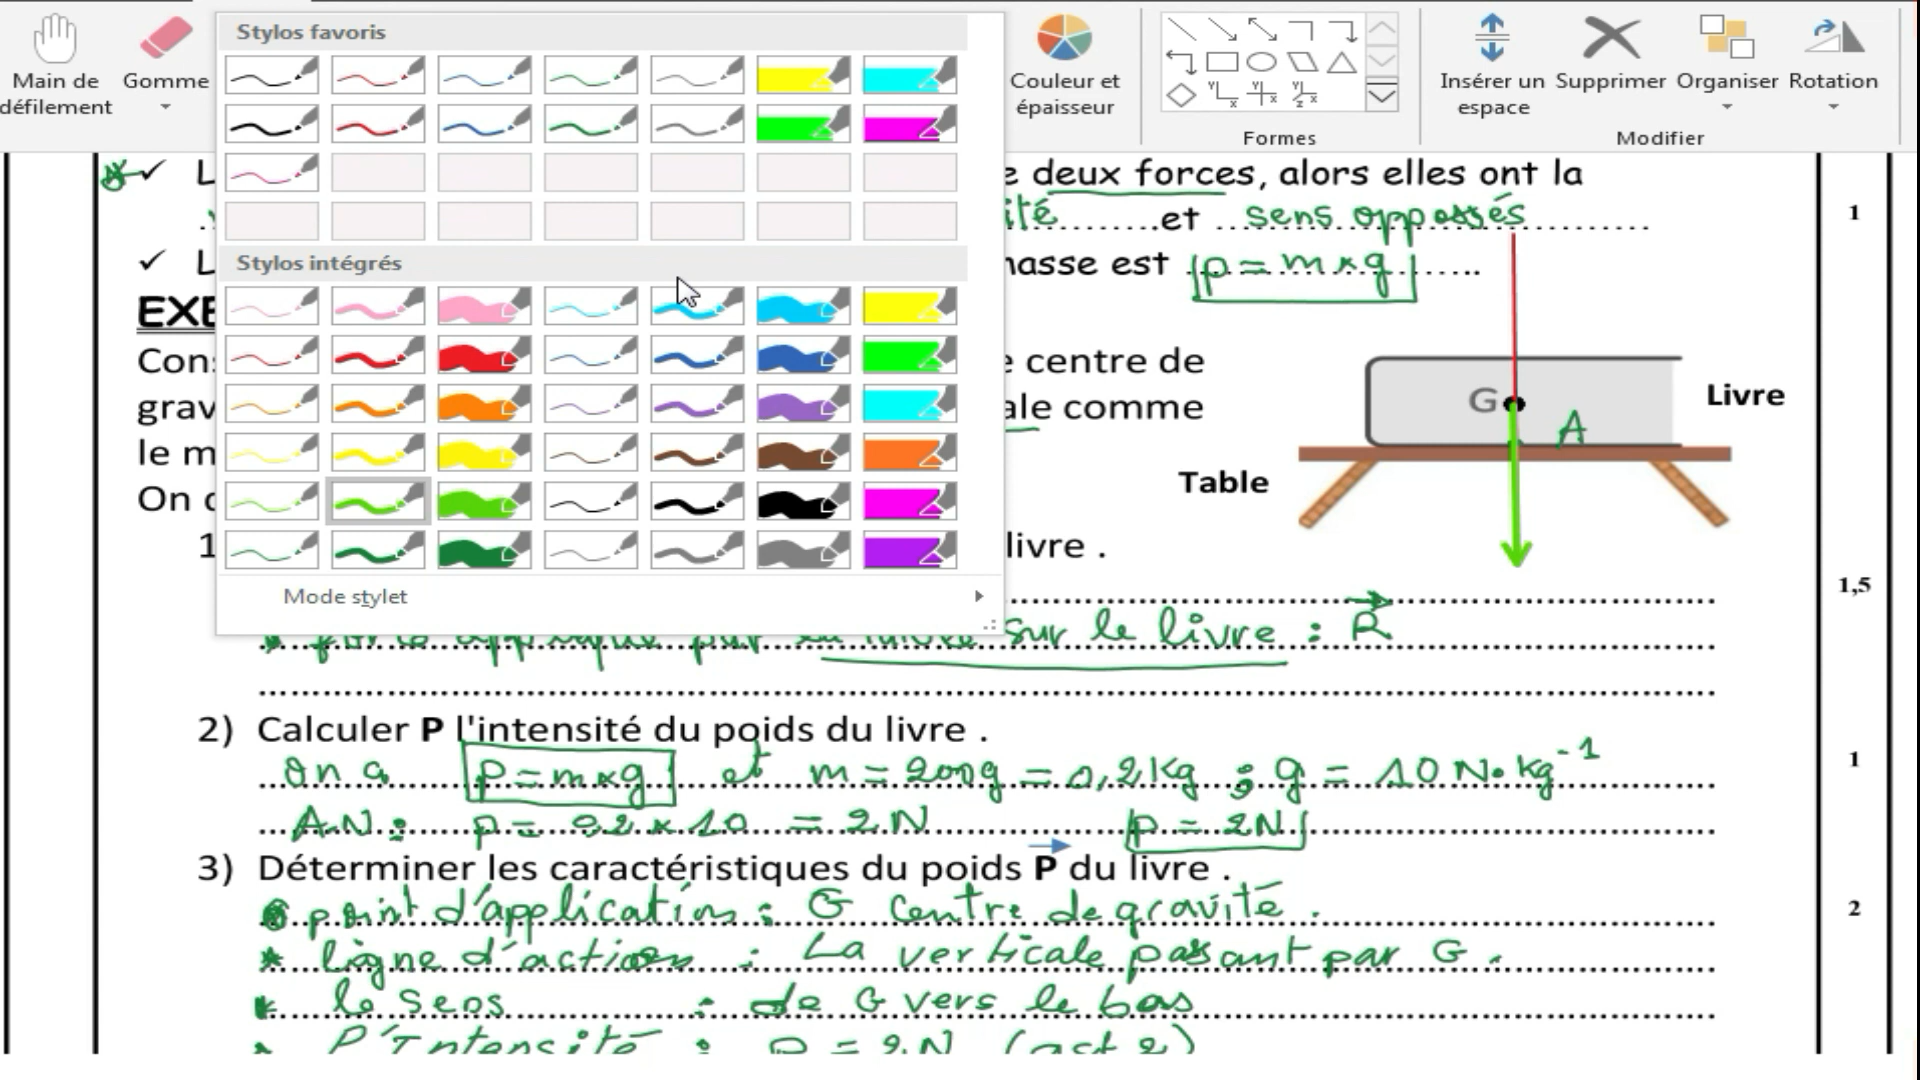 Stylos favoris
Main de défilement
Gomme
Couleur et épaisseur
Formes
Insérer un espace
Supprimer
Organiser
Rotation
Modifier
✓ L e deux forces, alors elles ont la
ité ....et ... sens opposés
1
✓ L masse est p = m × g
Stylos intégrés
EXE
Con e centre de
grav ale comme
le m
On
livre .
G
A
Livre
Table
Mode stylet
1,5
sur le livre : R
2) Calculer P l'intensité du poids du livre .
on a p = m × g et m = 200g = 0,2 Kg ; g = 10 N.kg⁻¹
1
A.N : p = 0,2 × 10 = 2N p = 2N
3) Déterminer les caractéristiques du poids P du livre .
point d'application : G centre de gravité .
2
* ligne d'action : La verticale passant par G .
* le sens : de G vers le bas
l'Intensité : p = 2N